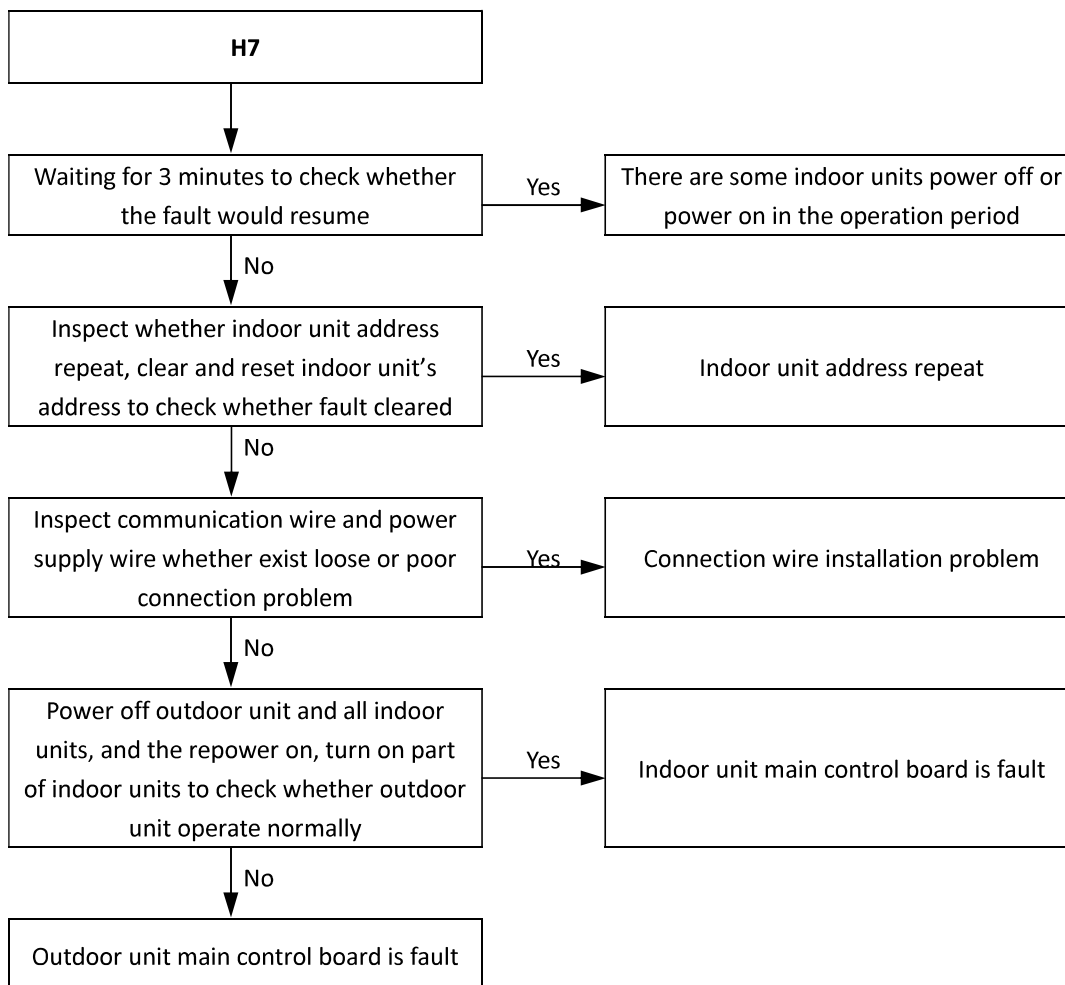 H7
Waiting for 3 minutes to check whether
the fault would resume
Yes
There are some indoor units power off or
power on in the operation period
No
Inspect whether indoor unit address
repeat, clear and reset indoor unit’s
address to check whether fault cleared
Yes
Indoor unit address repeat
No
Inspect communication wire and power
supply wire whether exist loose or poor
connection problem
Yes
Connection wire installation problem
No
Power off outdoor unit and all indoor
units, and the repower on, turn on part
of indoor units to check whether outdoor
unit operate normally
Yes
Indoor unit main control board is fault
No
Outdoor unit main control board is fault